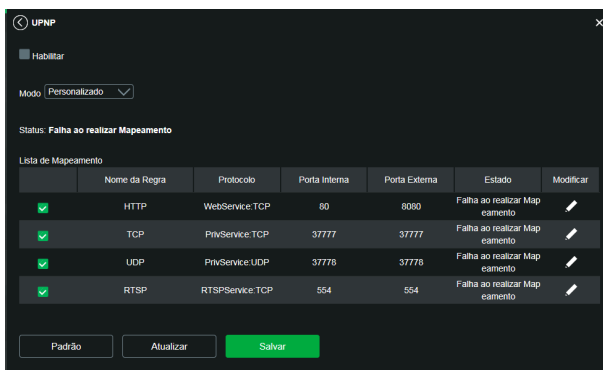 UPNP
Habilitar
Modo Personalizado
Status: Falha ao realizar Mapeamento
Lista de Mapeamento
Nome da Regra Protocolo Porta Interna Porta Externa Estado Modificar
HTTP WebService:TCP 80 8080 Falha ao realizar Map
eamento
TCP PrivService:TCP 37777 37777 Falha ao realizar Map
eamento
UDP PrivService:UDP 37778 37778 Falha ao realizar Map
eamento
RTSP RTSPService:TCP 554 554 Falha ao realizar Map
eamento
Padrão Atualizar Salvar